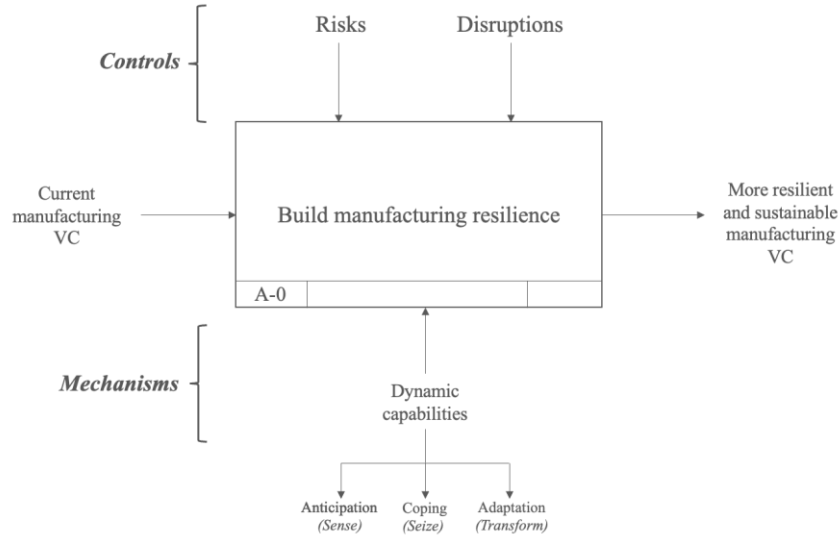 Risks
Disruptions
Controls
Current
manufacturing
VC
Build manufacturing resilience
More resilient
and sustainable
manufacturing
VC
A-0
Mechanisms
Dynamic
capabilities
Anticipation
(Sense)
Coping
(Seize)
Adaptation
(Transform)